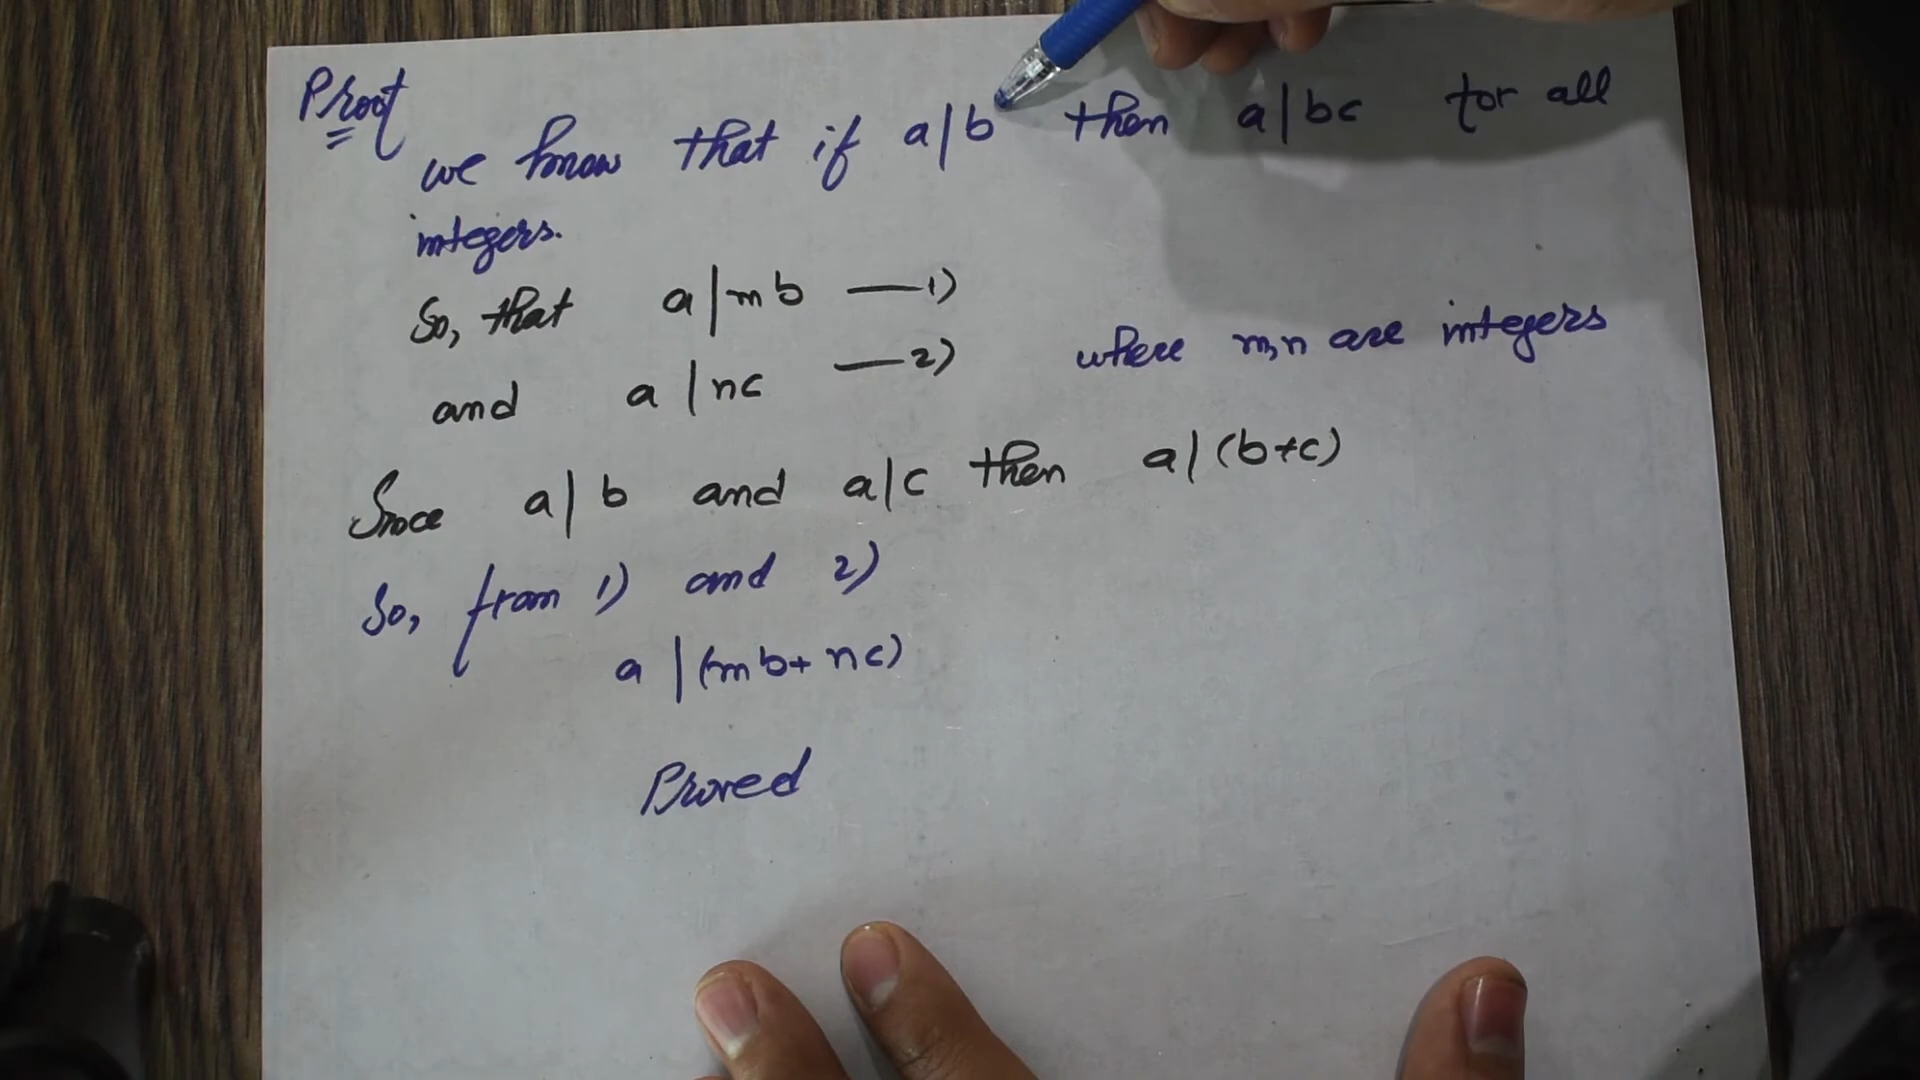 Proof
we know that if a|b then a|bc for all
integers.
So, that a|mb —1)
and a|nc —2) where m,n are integers
Since a|b and a|c then a|(b+c)
So, from 1) and 2)
a|(mb+nc)
Proved